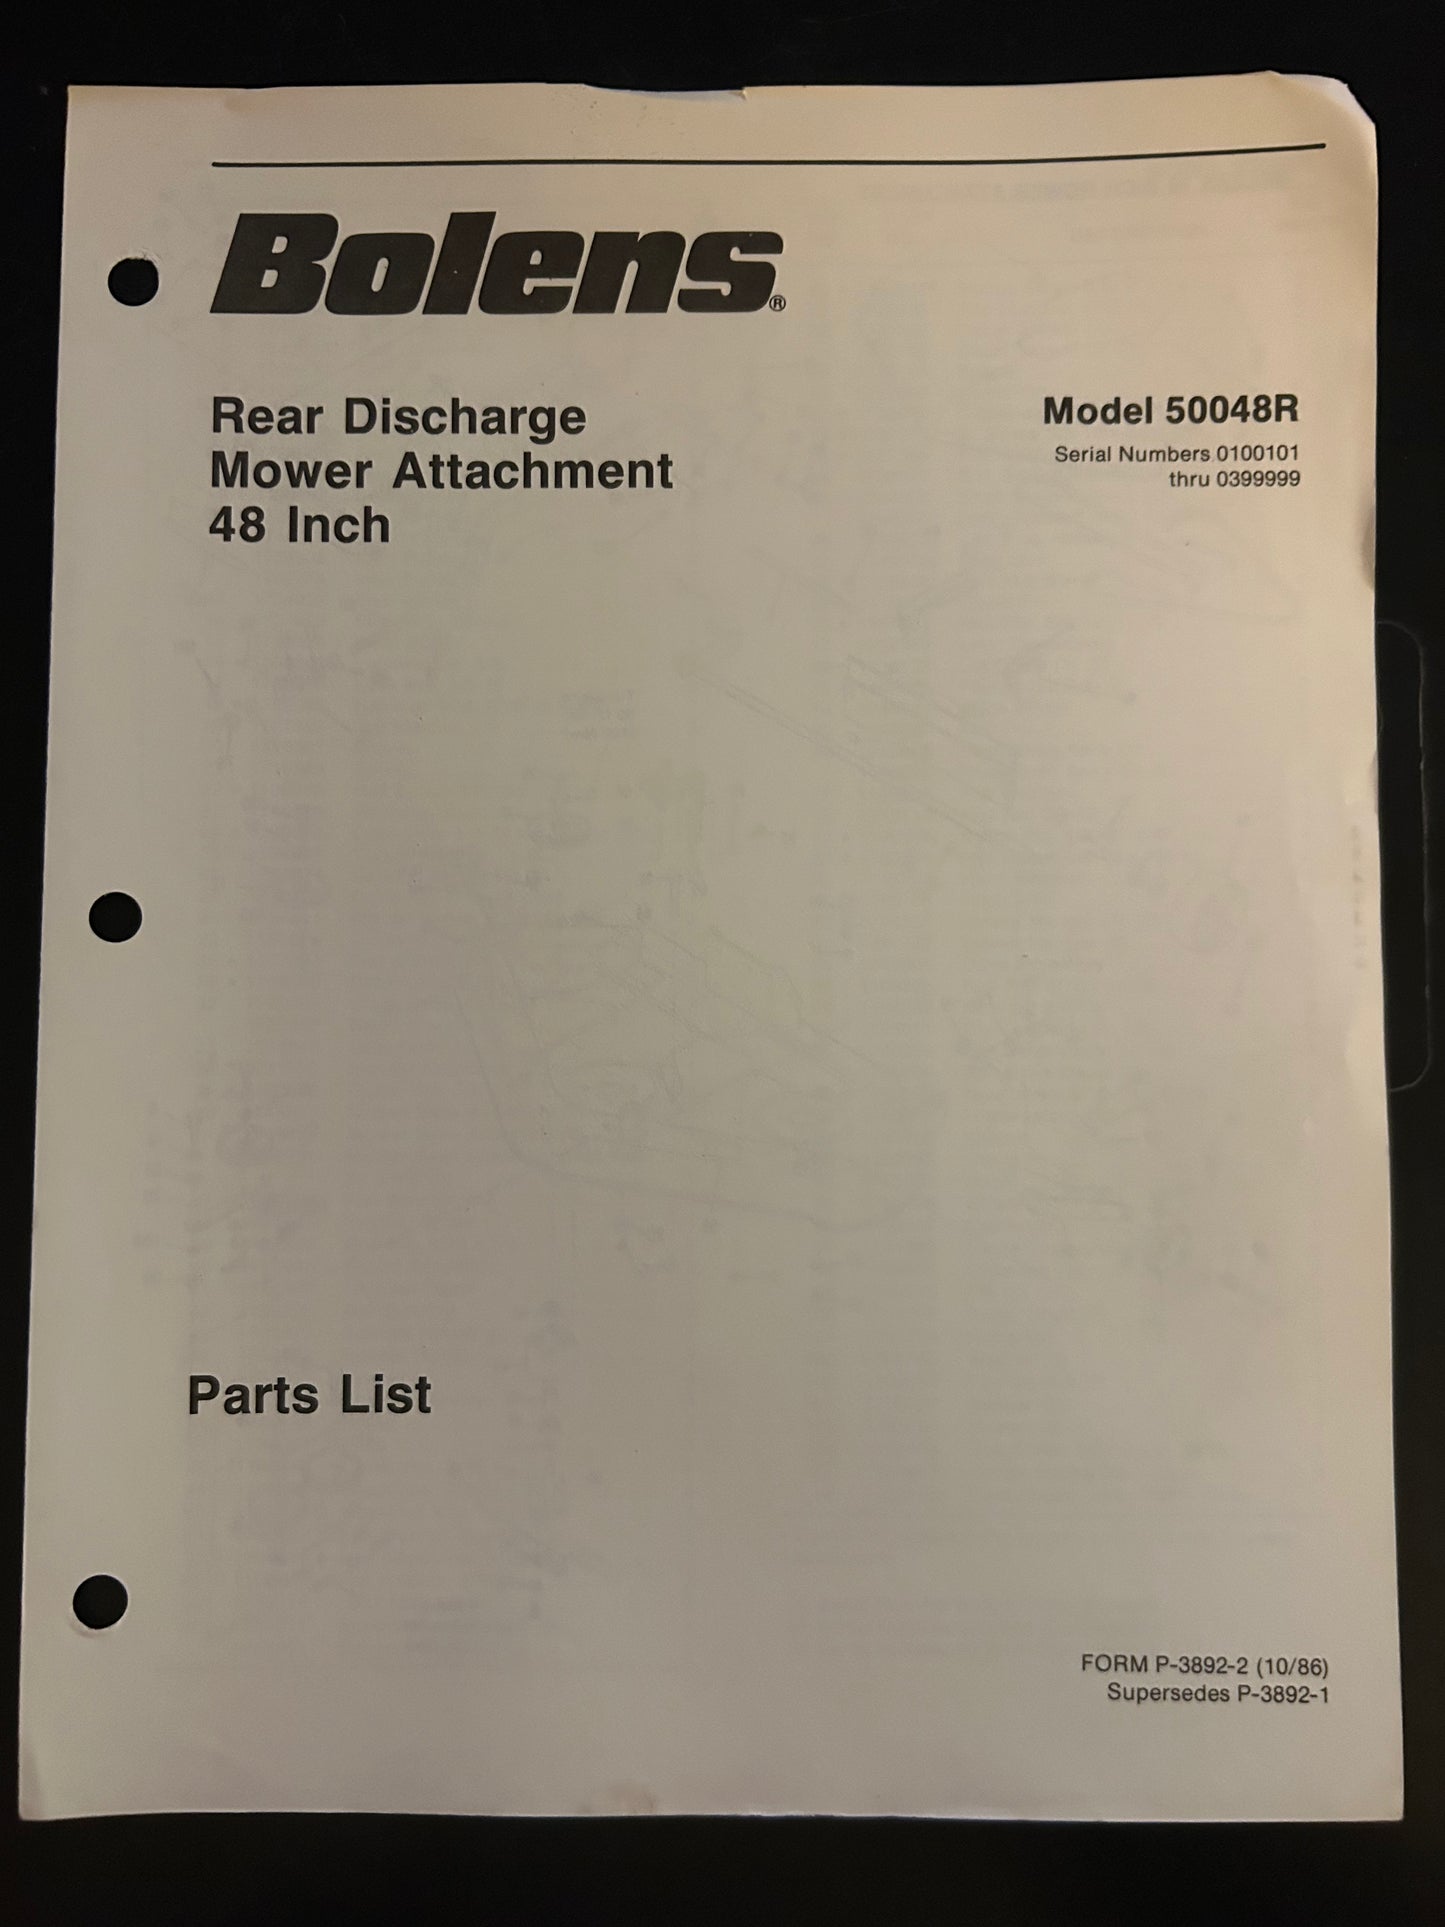 Bolens®
Rear Discharge
Mower Attachment
48 Inch
Model 50048R
Serial Numbers 0100101
thru 0399999
Parts List
FORM P-3892-2 (10/86)
Supersedes P-3892-1